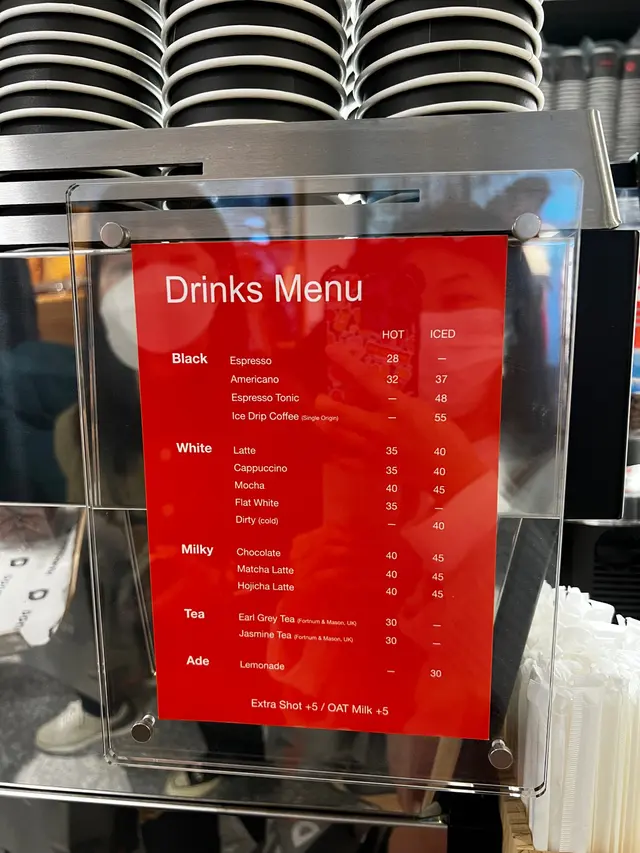 Drinks Menu
HOT ICED
Black Espresso 28 —
Americano 32 37
Espresso Tonic — 48
Ice Drip Coffee (Single Origin) — 55
White Latte 35 40
Cappuccino 35 40
Mocha 40 45
Flat White 35 —
Dirty (cold) — 40
Milky Chocolate 40 45
Matcha Latte 40 45
Hojicha Latte 40 45
Tea Earl Grey Tea (Fortnum & Mason, UK) 30 —
Jasmine Tea (Fortnum & Mason, UK) 30 —
Ade Lemonade — 30
Extra Shot +5 / OAT Milk +5